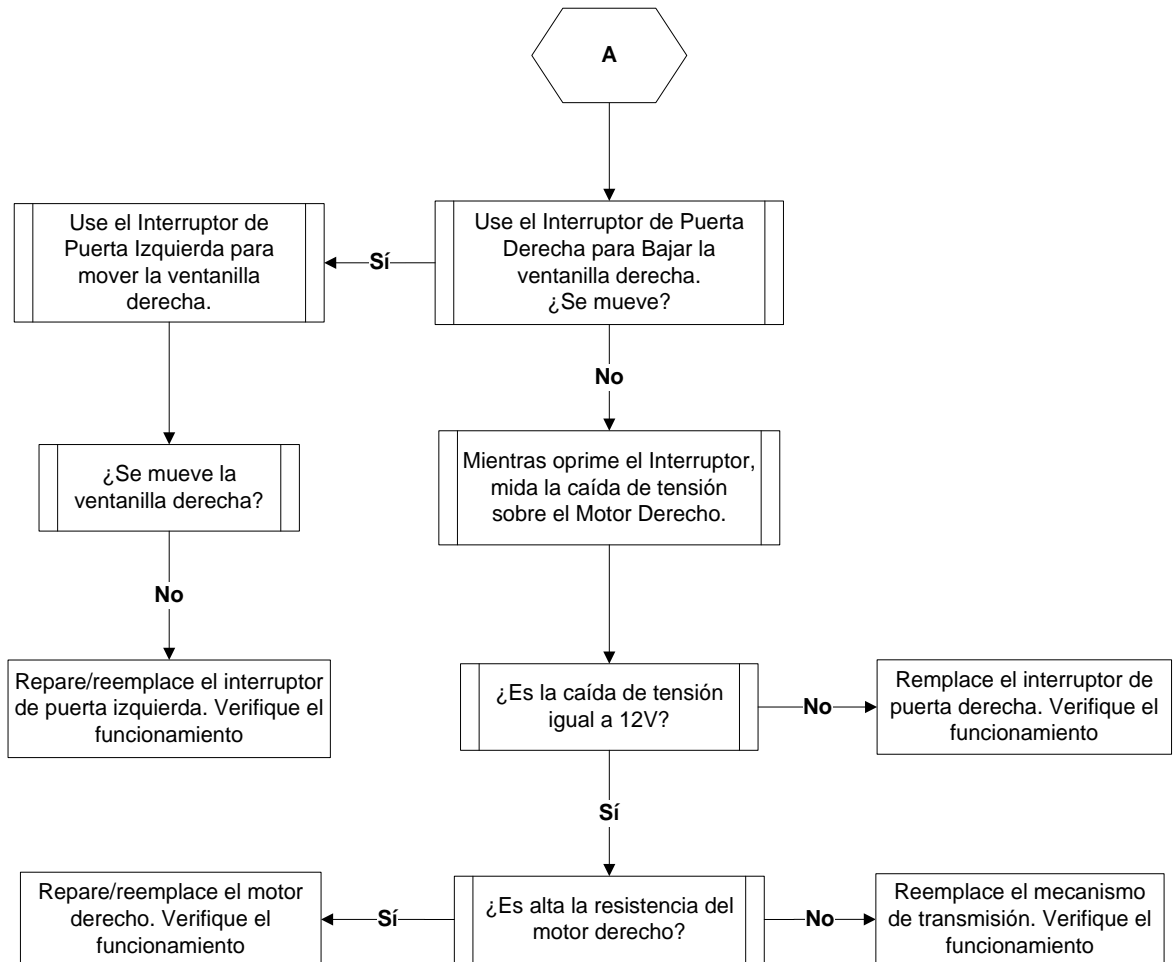 A
Use el Interruptor de
Puerta Izquierda para
mover la ventanilla
derecha.
Sí
Use el Interruptor de Puerta
Derecha para Bajar la
ventanilla derecha.
¿Se mueve?
No
¿Se mueve la
ventanilla derecha?
Mientras oprime el Interruptor,
mida la caída de tensión
sobre el Motor Derecho.
No
Repare/reemplace el interruptor
de puerta izquierda. Verifique el
funcionamiento
¿Es la caída de tensión
igual a 12V?
No
Remplace el interruptor de
puerta derecha. Verifique el
funcionamiento
Sí
Repare/reemplace el motor
derecho. Verifique el
funcionamiento
Sí
¿Es alta la resistencia del
motor derecho?
No
Reemplace el mecanismo
de transmisión. Verifique el
funcionamiento